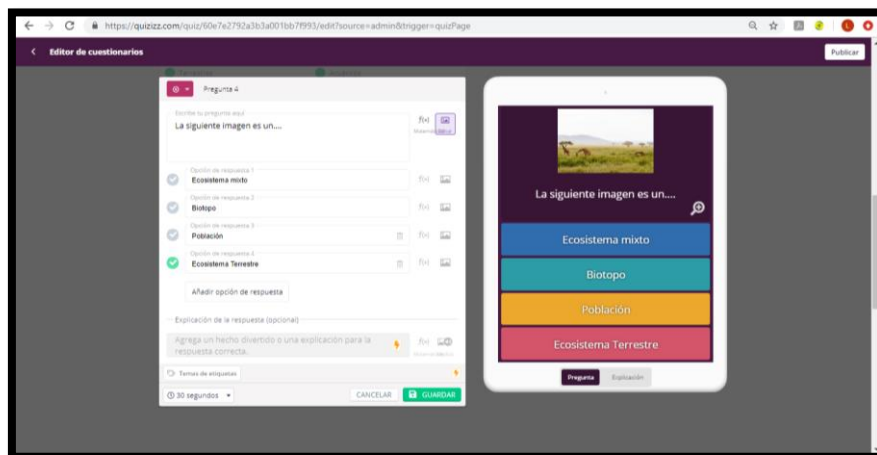 https://quizizz.com/quiz/60e7e2792a3b3a001bb7f993/edit?source=admin&trigger=quizPage
Editor de cuestionarios
Publicar
Pregunta 4
Escribe tu pregunta aquí
La siguiente imagen es un....
f(x)
Opción de respuesta 1
Ecosistema mixto
f(x)
Opción de respuesta 2
Biotopo
f(x)
Opción de respuesta 3
Población
f(x)
Opción de respuesta 4
Ecosistema Terrestre
f(x)
Añadir opción de respuesta
Explicación de la respuesta (opcional)
Agrega un hecho divertido o una explicación para la
respuesta correcta.
f(x)
Temas de etiquetas
30 segundos
CANCELAR
GUARDAR
La siguiente imagen es un....
Ecosistema mixto
Biotopo
Población
Ecosistema Terrestre
Pregunta
Explicación